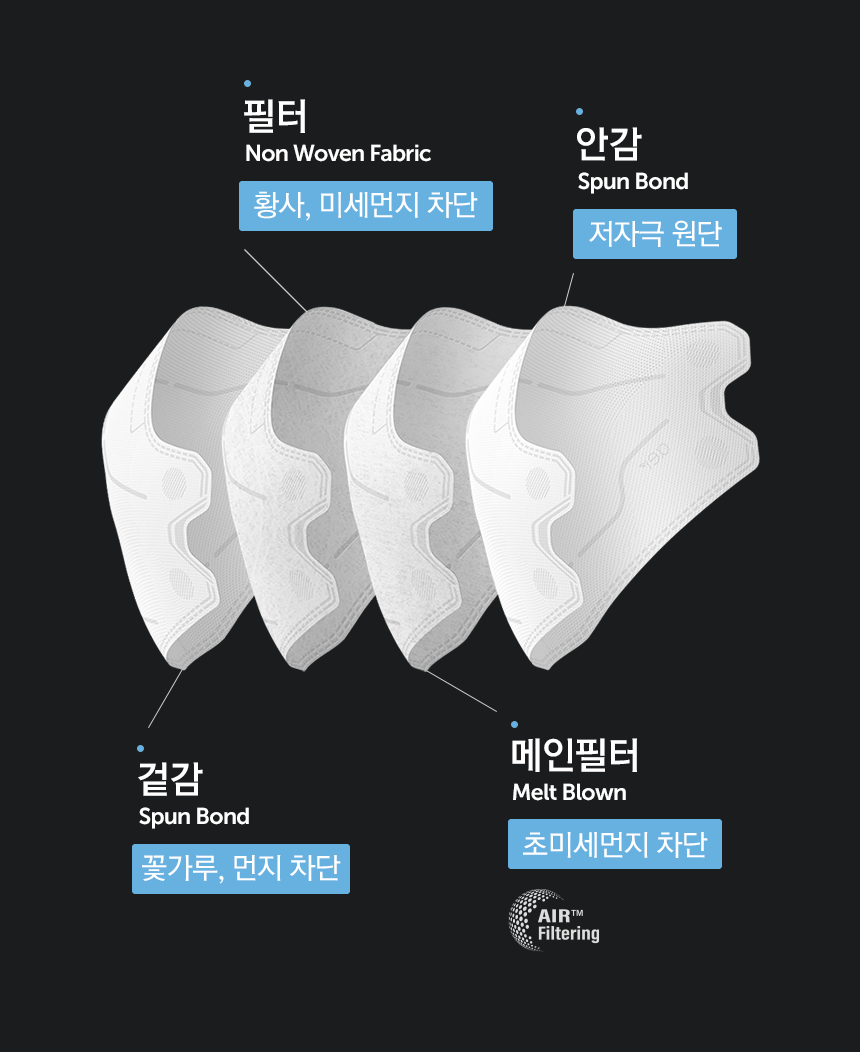 필터
Non Woven Fabric
황사, 미세먼지 차단
안감
Spun Bond
저자극 원단
겉감
Spun Bond
꽃가루, 먼지 차단
메인필터
Melt Blown
초미세먼지 차단
AIR™
Filtering